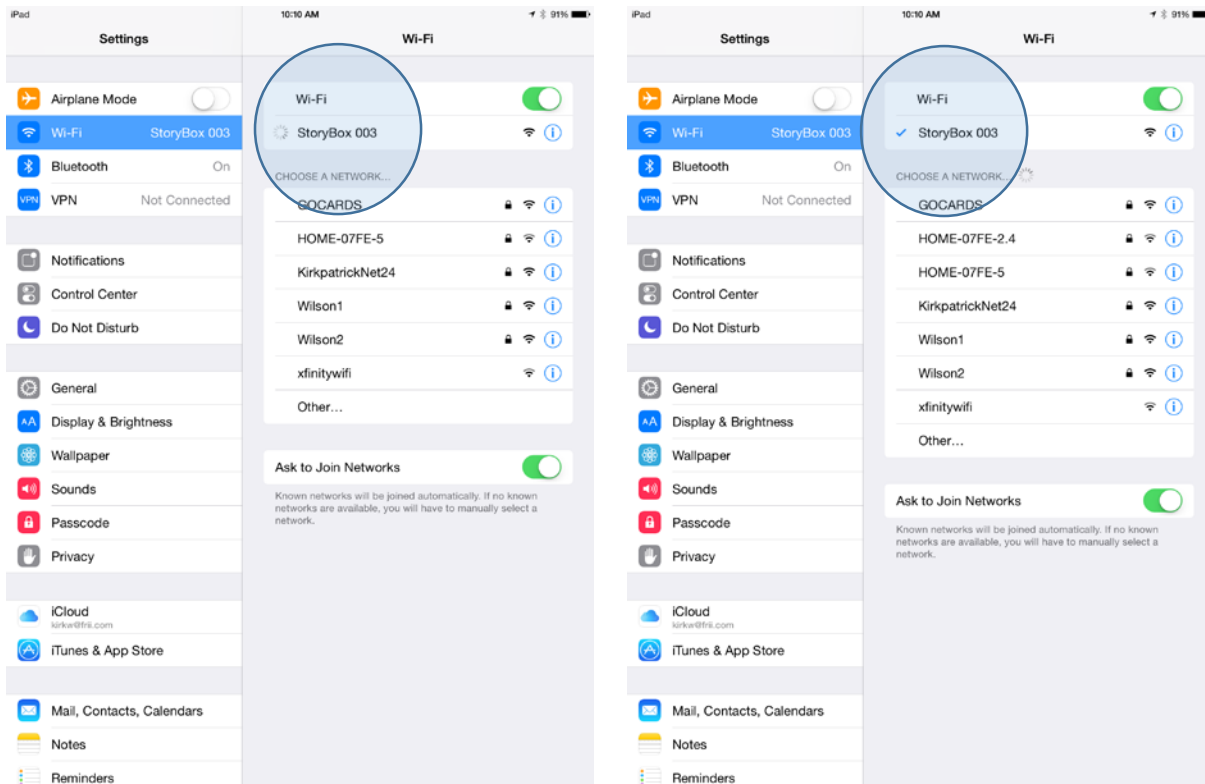 iPad
10:10 AM
91%
Settings
Airplane Mode
Wi-Fi StoryBox 003
Bluetooth On
VPN VPN Not Connected
Notifications
Control Center
Do Not Disturb
General
AA Display & Brightness
Wallpaper
Sounds
Passcode
Privacy
iCloud
kirkw@frii.com
iTunes & App Store
Mail, Contacts, Calendars
Notes
Reminders
Wi-Fi
Wi-Fi
StoryBox 003
CHOOSE A NETWORK...
GOCARDS
HOME-07FE-5
KirkpatrickNet24
Wilson1
Wilson2
xfinitywifi
Other...
Ask to Join Networks
Known networks will be joined automatically. If no known
networks are available, you will have to manually select a
network.
iPad
10:10 AM
91%
Settings
Airplane Mode
Wi-Fi StoryBox 003
Bluetooth On
VPN VPN Not Connected
Notifications
Control Center
Do Not Disturb
General
AA Display & Brightness
Wallpaper
Sounds
Passcode
Privacy
iCloud
kirkw@frii.com
iTunes & App Store
Mail, Contacts, Calendars
Notes
Reminders
Wi-Fi
Wi-Fi
StoryBox 003
CHOOSE A NETWORK...
GOCARDS
HOME-07FE-2.4
HOME-07FE-5
KirkpatrickNet24
Wilson1
Wilson2
xfinitywifi
Other...
Ask to Join Networks
Known networks will be joined automatically. If no known
networks are available, you will have to manually select a
network.